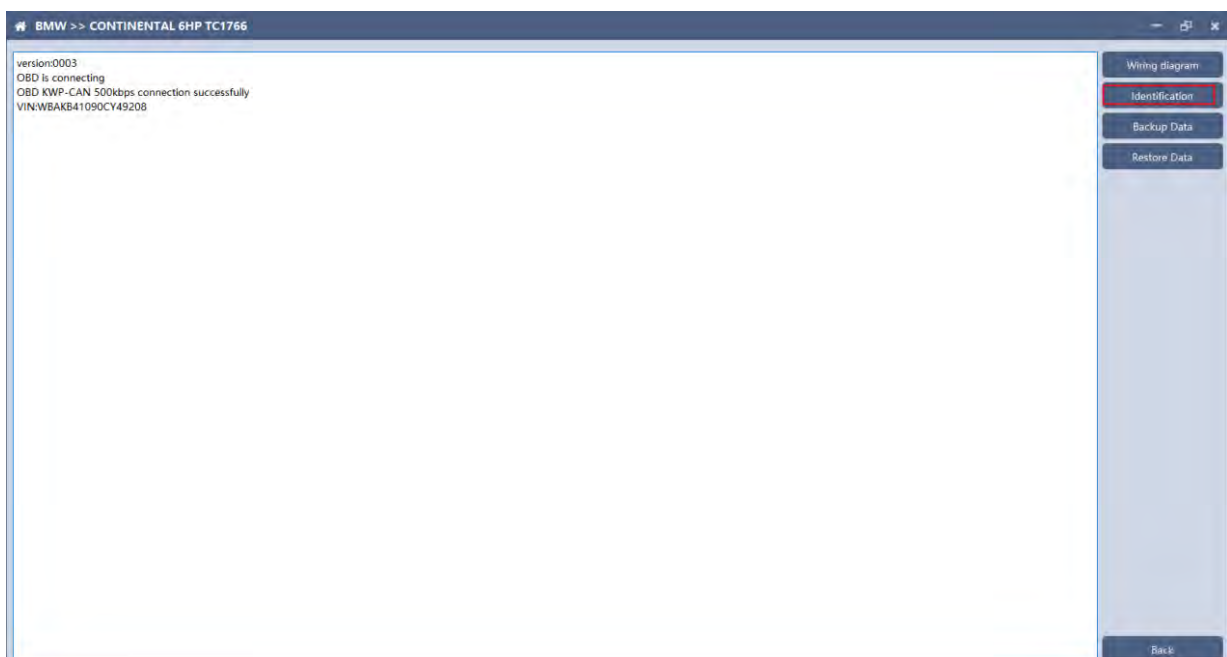 BMW >> CONTINENTAL 6HP TC1766
version:0003
OBD is connecting
OBD KWP-CAN 500kbps connection successfully
VIN:WBAKB41090CY49208
Wiring diagram
Identification
Backup Data
Restore Data
Back